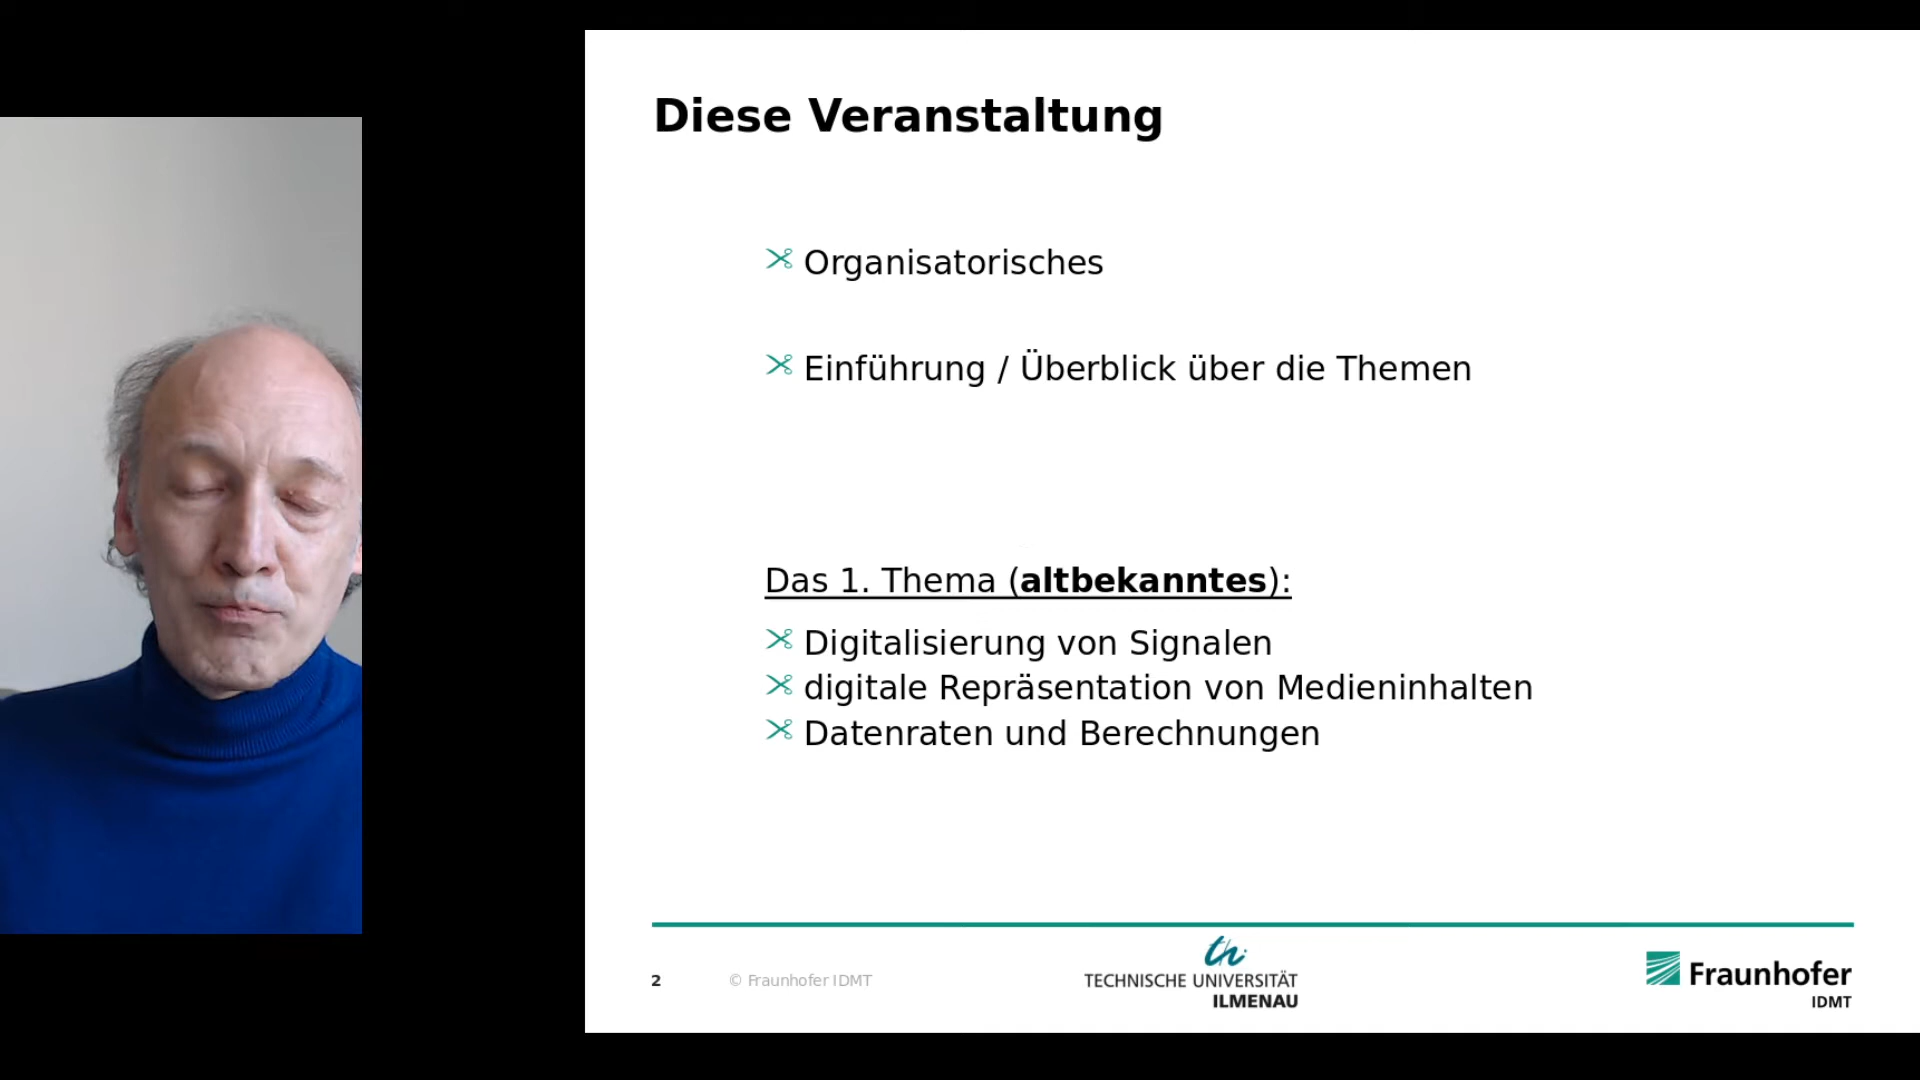 Diese Veranstaltung
Organisatorisches
Einführung / Überblick über die Themen
Das 1. Thema (altbekanntes):
Digitalisierung von Signalen
digitale Repräsentation von Medieninhalten
Datenraten und Berechnungen
2
© Fraunhofer IDMT
th
TECHNISCHE UNIVERSITÄT
ILMENAU
Fraunhofer
IDMT